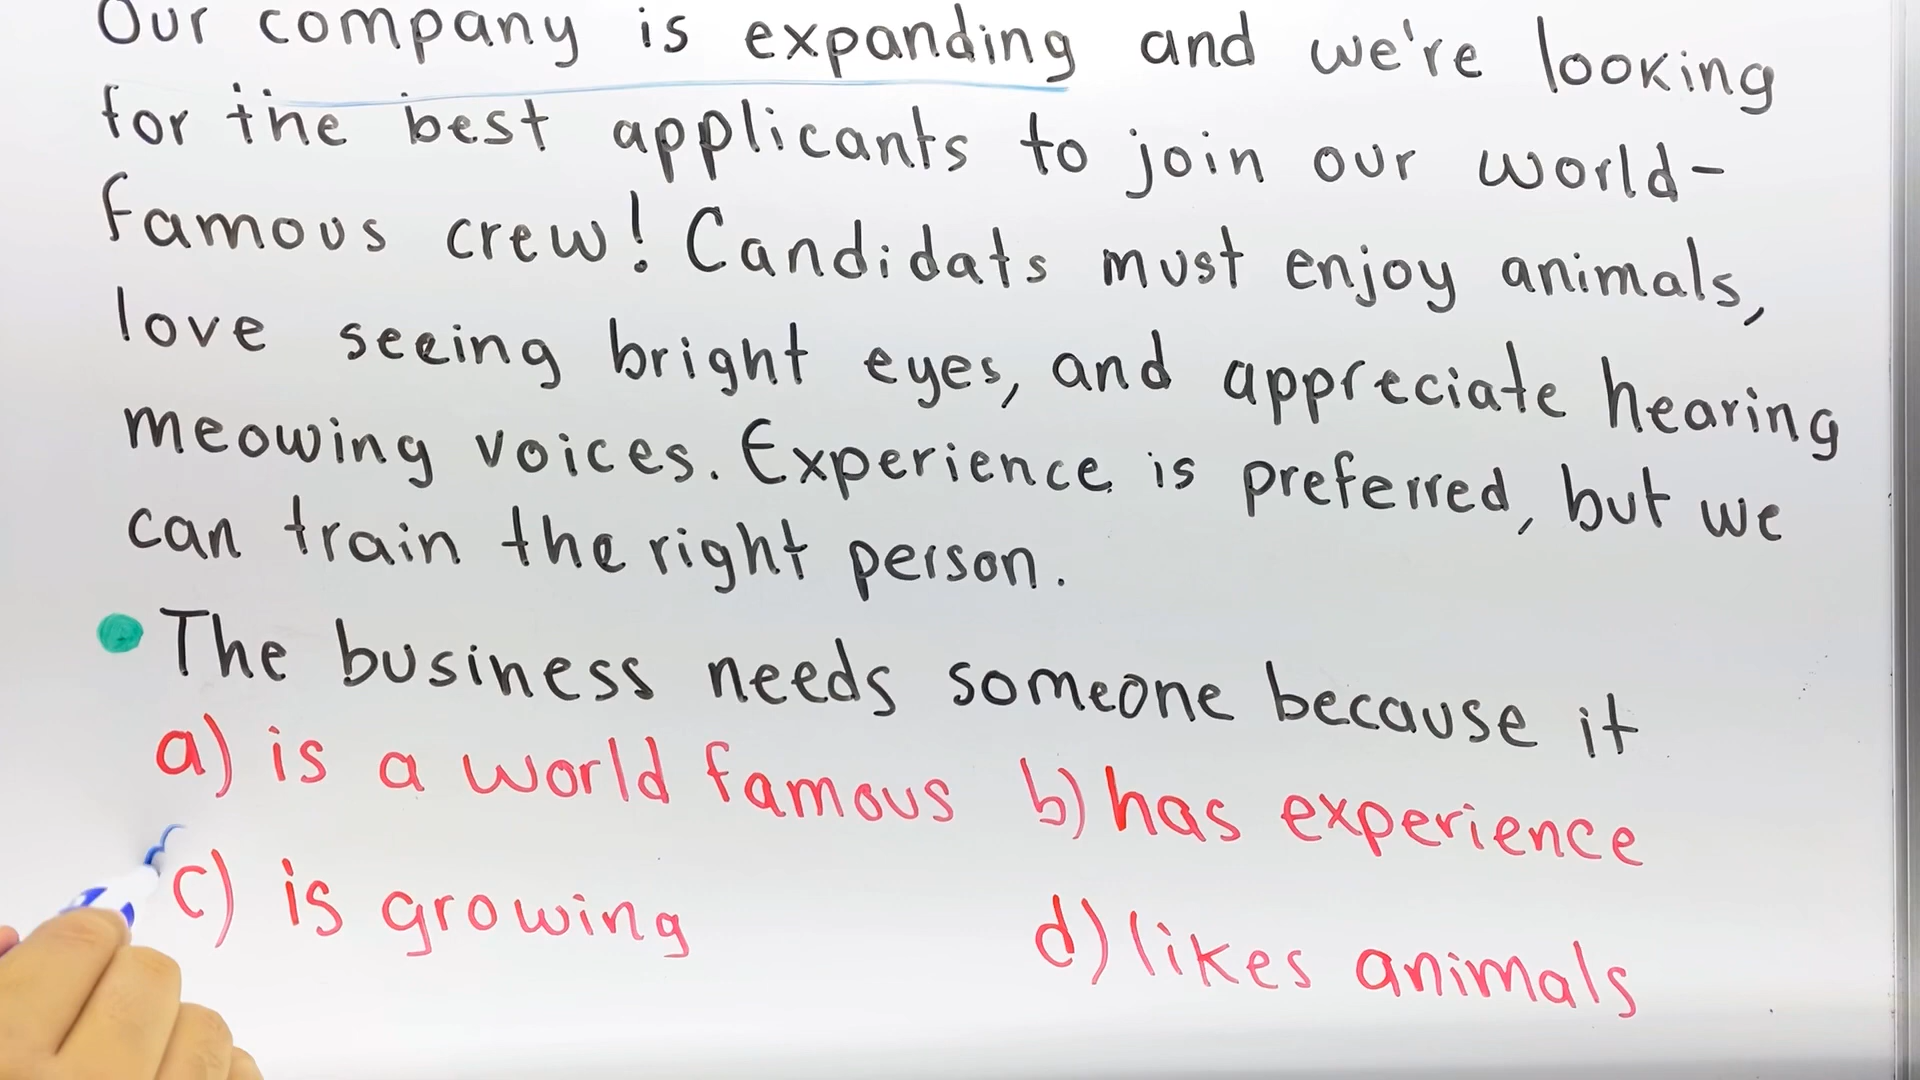 Our company is expanding and we're looking
for the best applicants to join our world-
famous crew! Candidats must enjoy animals,
love seeing bright eyes, and appreciate hearing
meowing voices. Experience is preferred, but we
can train the right person.
The business needs someone because it
a) is a world famous b) has experience
c) is growing d) likes animals